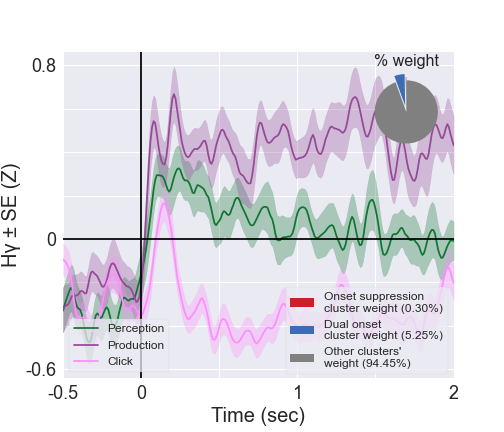 % weight
0.8
0
-0.6
Hγ ± SE (Z)
Perception
Production
Click
Onset suppression
cluster weight (0.30%)
Dual onset
cluster weight (5.25%)
Other clusters'
weight (94.45%)
-0.5
0
1
2
Time (sec)